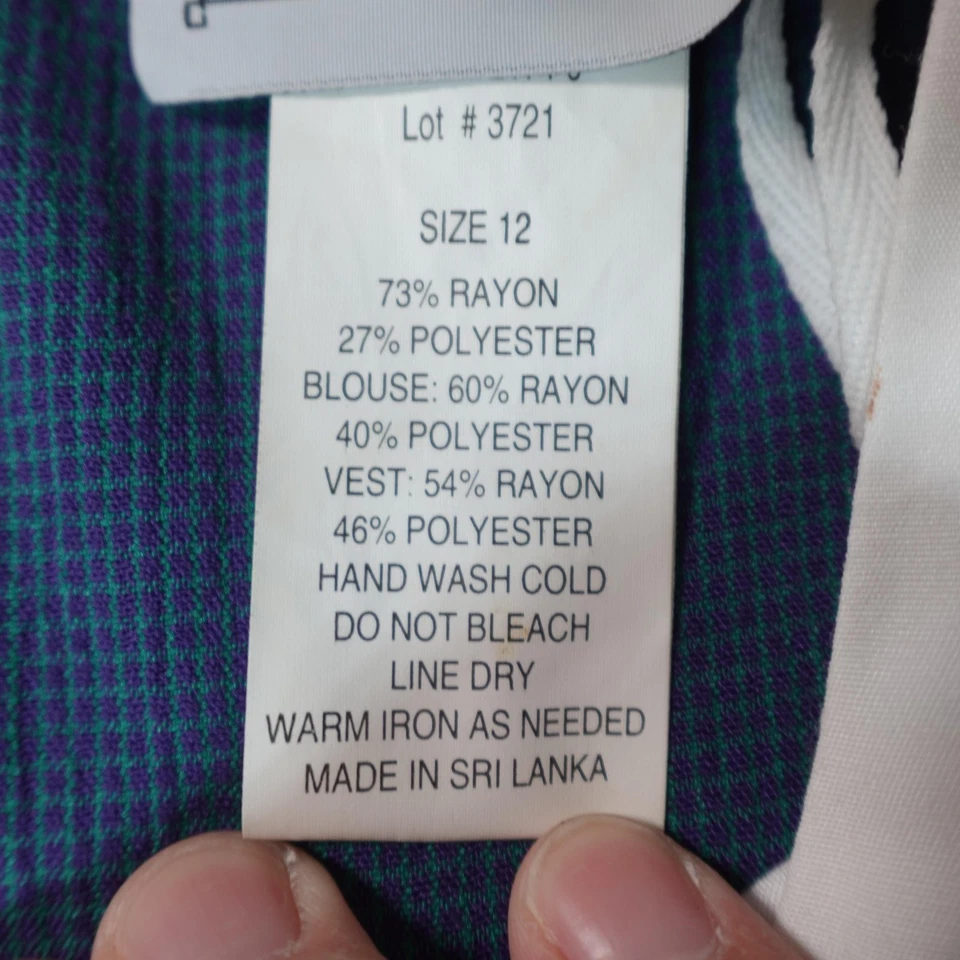 Lot # 3721
SIZE 12
73% RAYON
27% POLYESTER
BLOUSE: 60% RAYON
40% POLYESTER
VEST: 54% RAYON
46% POLYESTER
HAND WASH COLD
DO NOT BLEACH
LINE DRY
WARM IRON AS NEEDED
MADE IN SRI LANKA